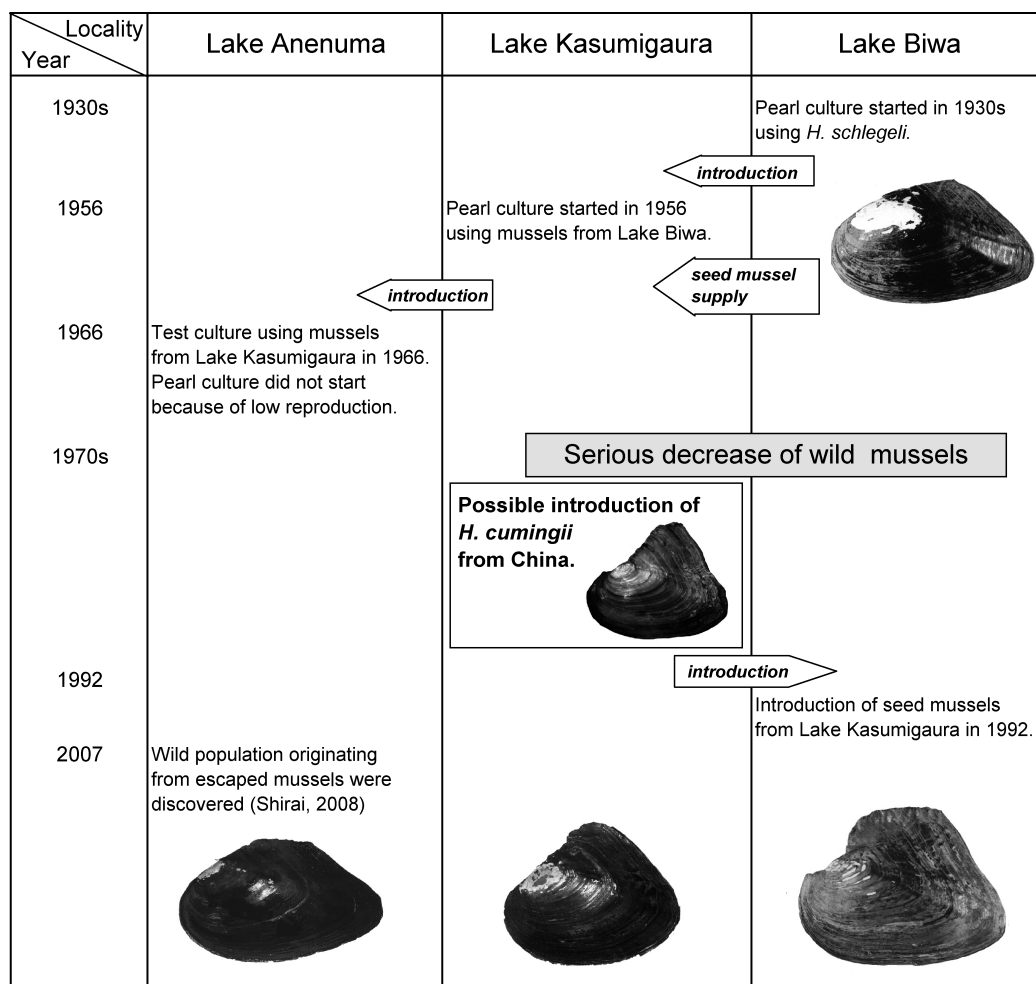 Locality
Year
Lake Anenuma
Lake Kasumigaura
Lake Biwa
1930s
Pearl culture started in 1930s
using H. schlegeli.
introduction
1956
Pearl culture started in 1956
using mussels from Lake Biwa.
seed mussel
supply
introduction
1966
Test culture using mussels
from Lake Kasumigaura in 1966.
Pearl culture did not start
because of low reproduction.
1970s
Serious decrease of wild mussels
Possible introduction of
H. cumingii
from China.
introduction
1992
Introduction of seed mussels
from Lake Kasumigaura in 1992.
2007
Wild population originating
from escaped mussels were
discovered (Shirai, 2008)